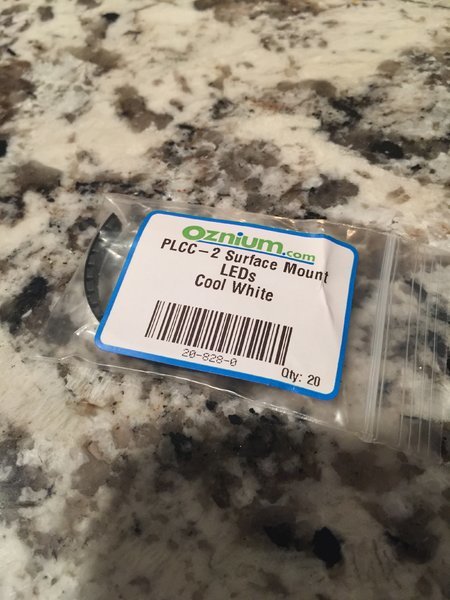 Oznium.com
PLCC-2 Surface Mount
LEDs
Cool White
20-828-0
Qty: 20